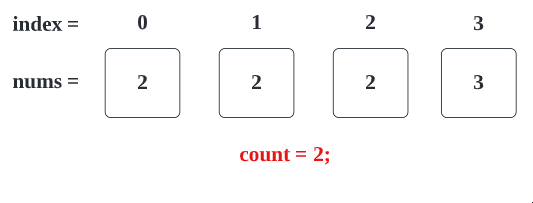 index = 0 1 2 3
nums = 2 2 2 3
count = 2;